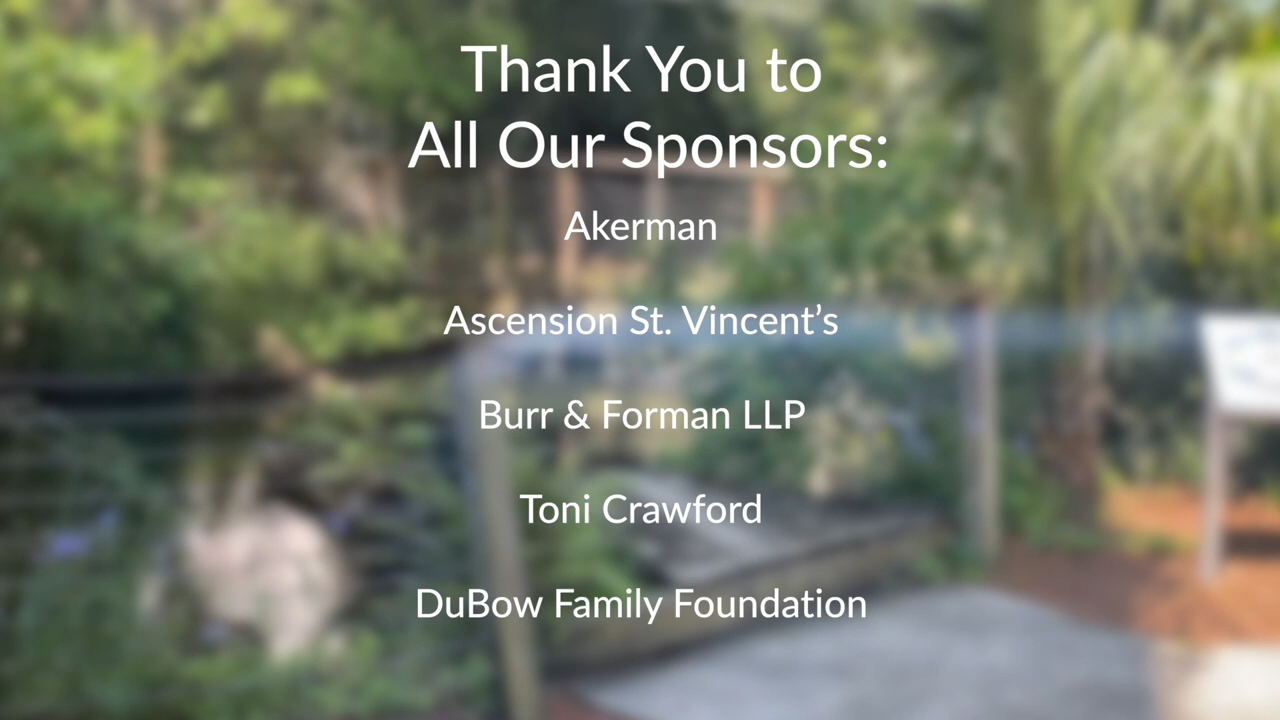 Thank You to
All Our Sponsors:
Akerman
Ascension St. Vincent’s
Burr & Forman LLP
Toni Crawford
DuBow Family Foundation